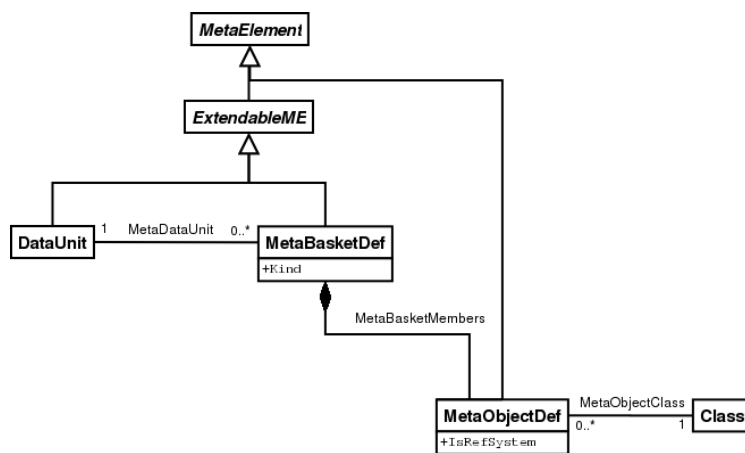 MetaElement
ExtendableME
DataUnit
1
MetaDataUnit
0..*
MetaBasketDef
+Kind
MetaBasketMembers
MetaObjectDef
+IsRefSystem
MetaObjectClass
0..*
1
Class